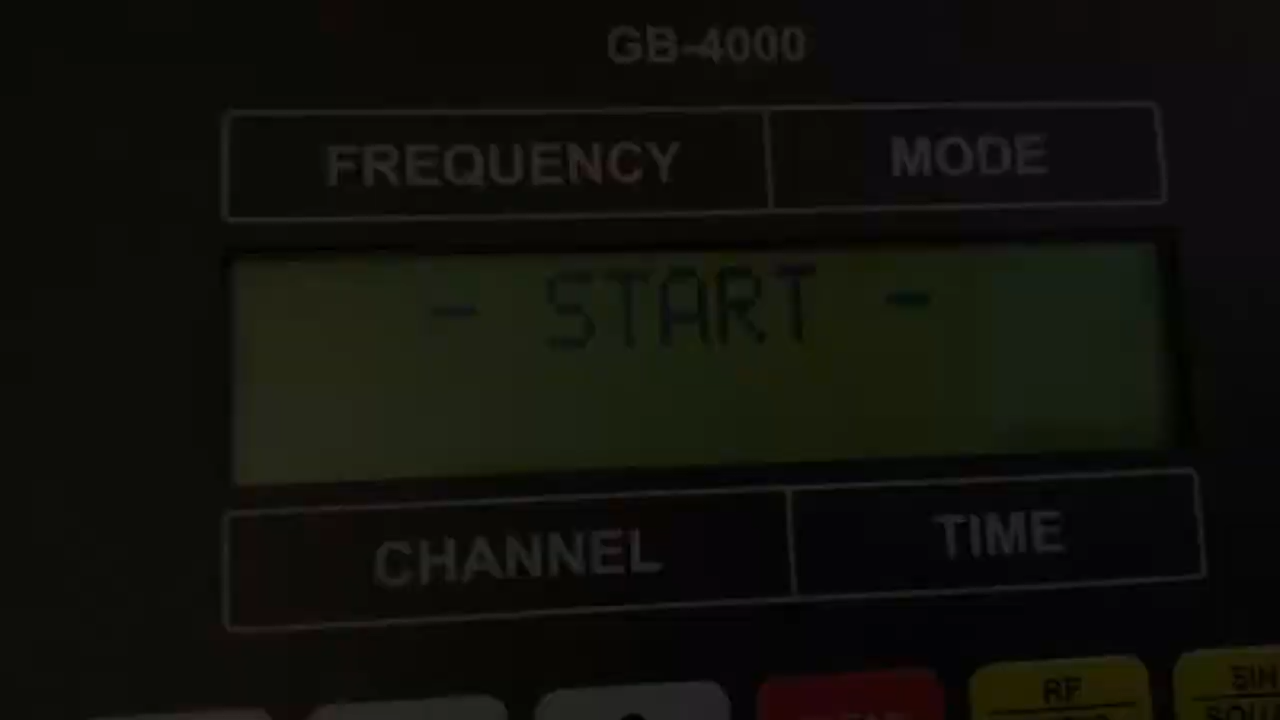 GB-4000
FREQUENCY MODE
- START -
CHANNEL TIME
RF